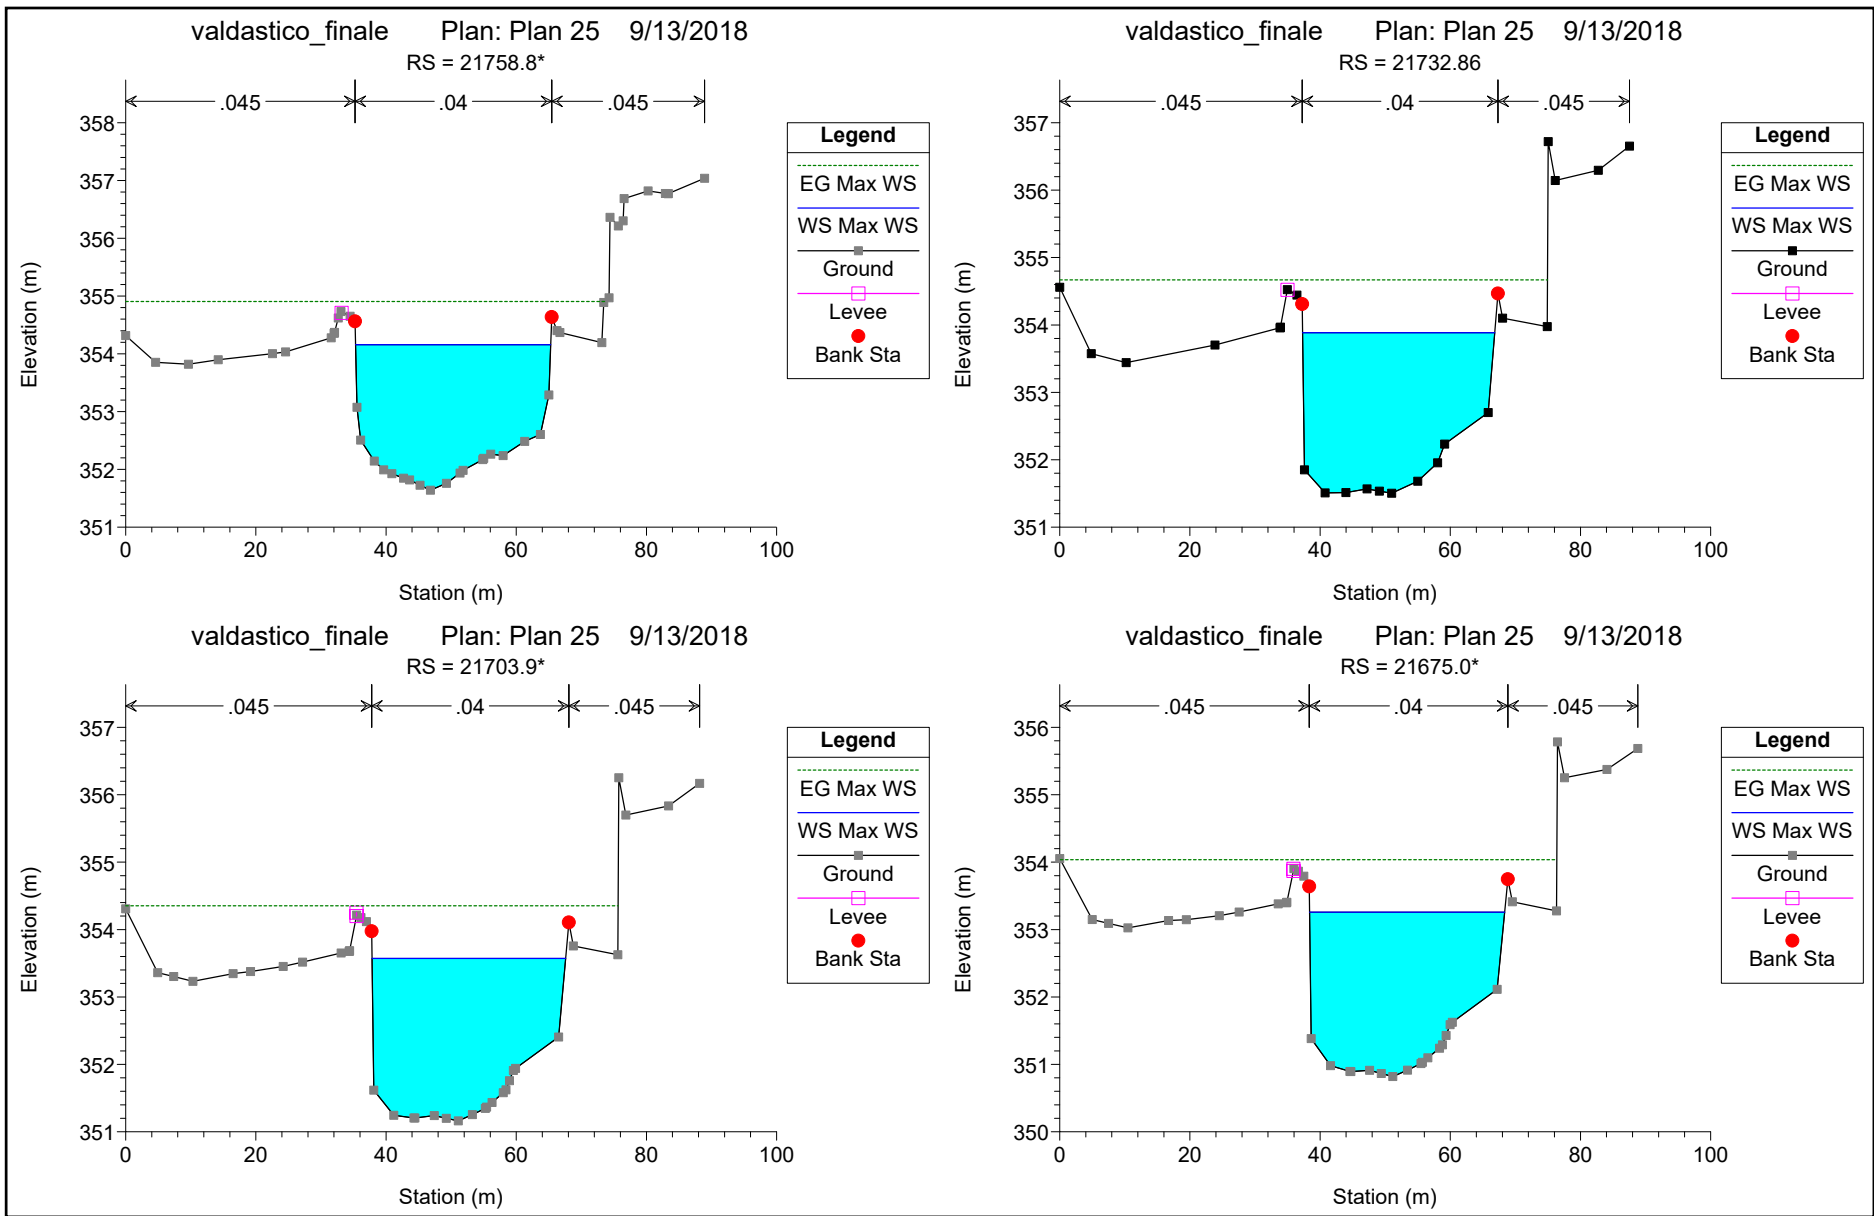 valdastico_finale Plan: Plan 25 9/13/2018
RS = 21758.8*
.045 .04 .045
358
357
356
355
354
353
352
351
0 20 40 60 80 100
Elevation (m)
Station (m)
Legend
EG Max WS
WS Max WS
Ground
Levee
Bank Sta
valdastico_finale Plan: Plan 25 9/13/2018
RS = 21732.86
.045 .04 .045
357
356
355
354
353
352
351
0 20 40 60 80 100
Elevation (m)
Station (m)
Legend
EG Max WS
WS Max WS
Ground
Levee
Bank Sta
valdastico_finale Plan: Plan 25 9/13/2018
RS = 21703.9*
.045 .04 .045
357
356
355
354
353
352
351
0 20 40 60 80 100
Elevation (m)
Station (m)
Legend
EG Max WS
WS Max WS
Ground
Levee
Bank Sta
valdastico_finale Plan: Plan 25 9/13/2018
RS = 21675.0*
.045 .04 .045
356
355
354
353
352
351
350
0 20 40 60 80 100
Elevation (m)
Station (m)
Legend
EG Max WS
WS Max WS
Ground
Levee
Bank Sta